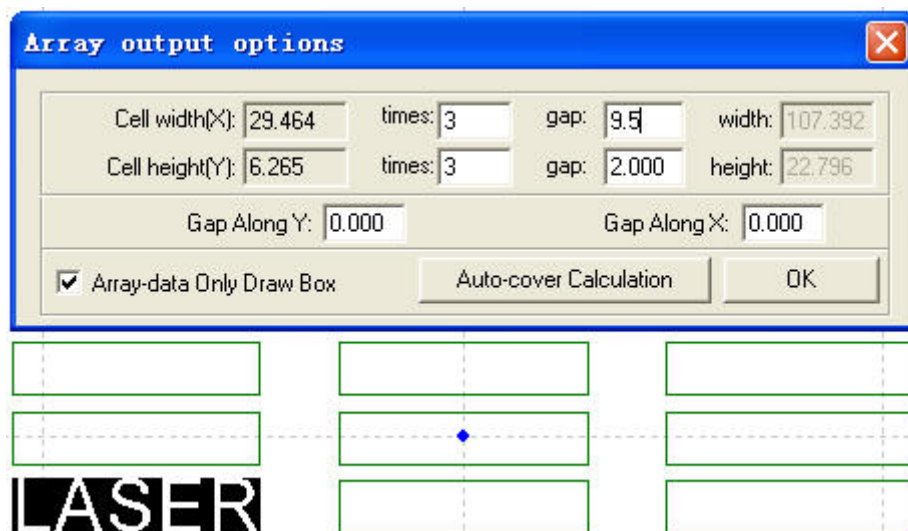 Array output options
Cell width(X): 29.464 times: 3 gap: 9.5 width: 107.392
Cell height(Y): 6.265 times: 3 gap: 2.000 height: 22.796
Gap Along Y: 0.000 Gap Along X: 0.000
Array-data Only Draw Box Auto-cover Calculation OK
LASER